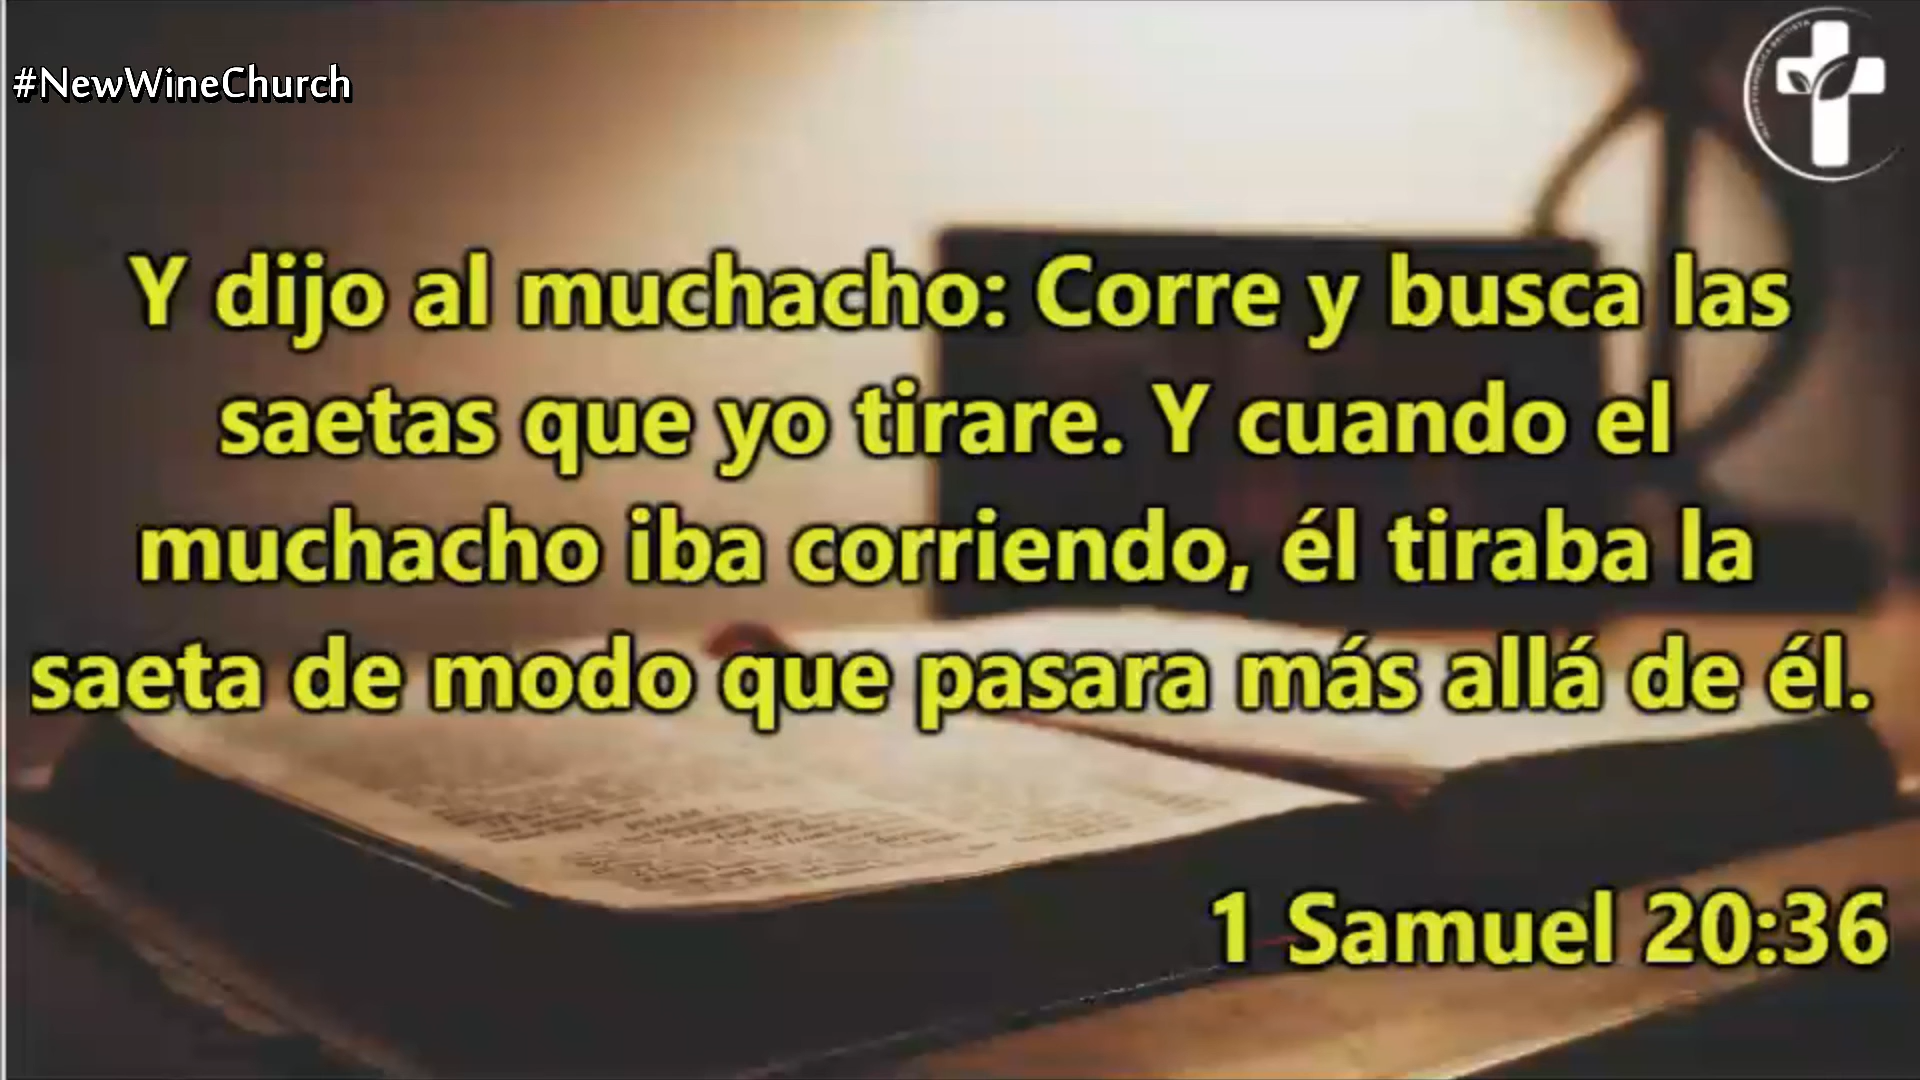 #NewWineChurch
Y dijo al muchacho: Corre y busca las
saetas que yo tirare. Y cuando el
muchacho iba corriendo, él tiraba la
saeta de modo que pasara más allá de él.
1 Samuel 20:36